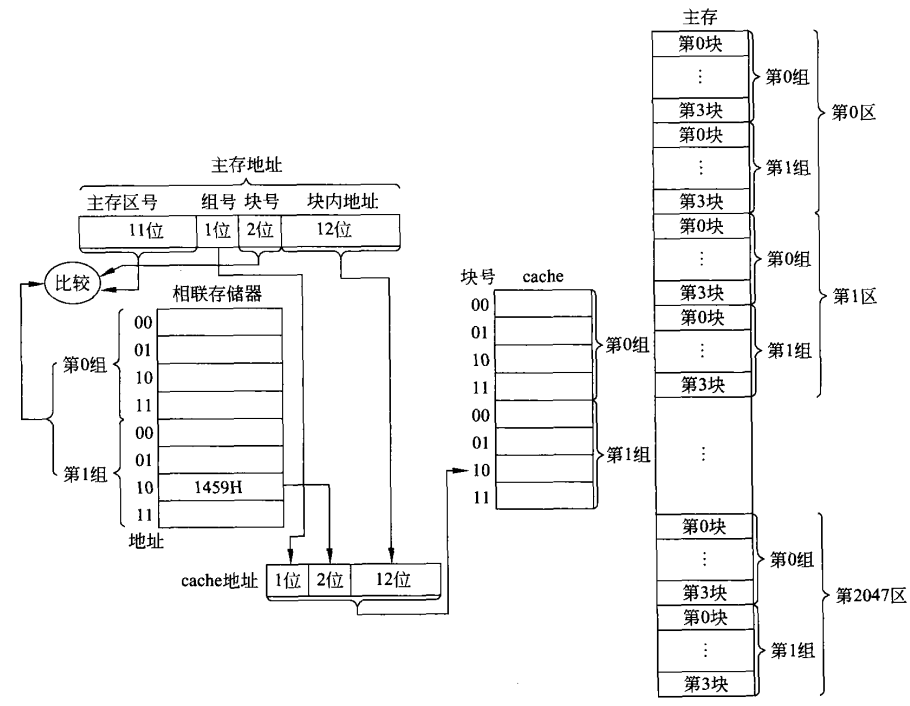 主存地址
主存区号 组号 块号 块内地址
11位 1位 2位 12位
比较
相联存储器
00
01
第0组
10
11
00
01
第1组
10 1459H
11
地址
cache地址 1位 2位 12位
块号 cache
00
01
第0组
10
11
00
01
第1组
10
11
主存
第0块
⋮ 第0组
第3块
第0区
第0块
⋮ 第1组
第3块
第0块
⋮ 第0组
第3块
第1区
第0块
⋮ 第1组
第3块
⋮
第0块
⋮ 第0组
第3块
第2047区
第0块
⋮ 第1组
第3块